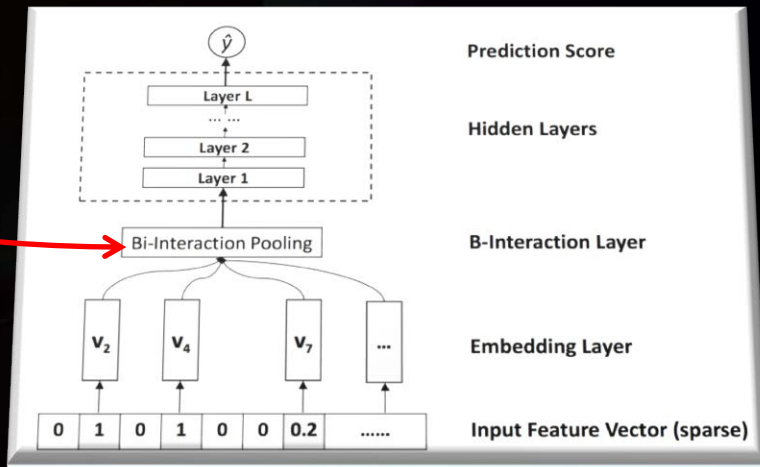 ŷ
Prediction Score
Layer L
... ...
Hidden Layers
Layer 2
Layer 1
Bi-Interaction Pooling
B-Interaction Layer
V₂ V₄ V₇ ...
Embedding Layer
0 1 0 1 0 0 0.2 ......
Input Feature Vector (sparse)